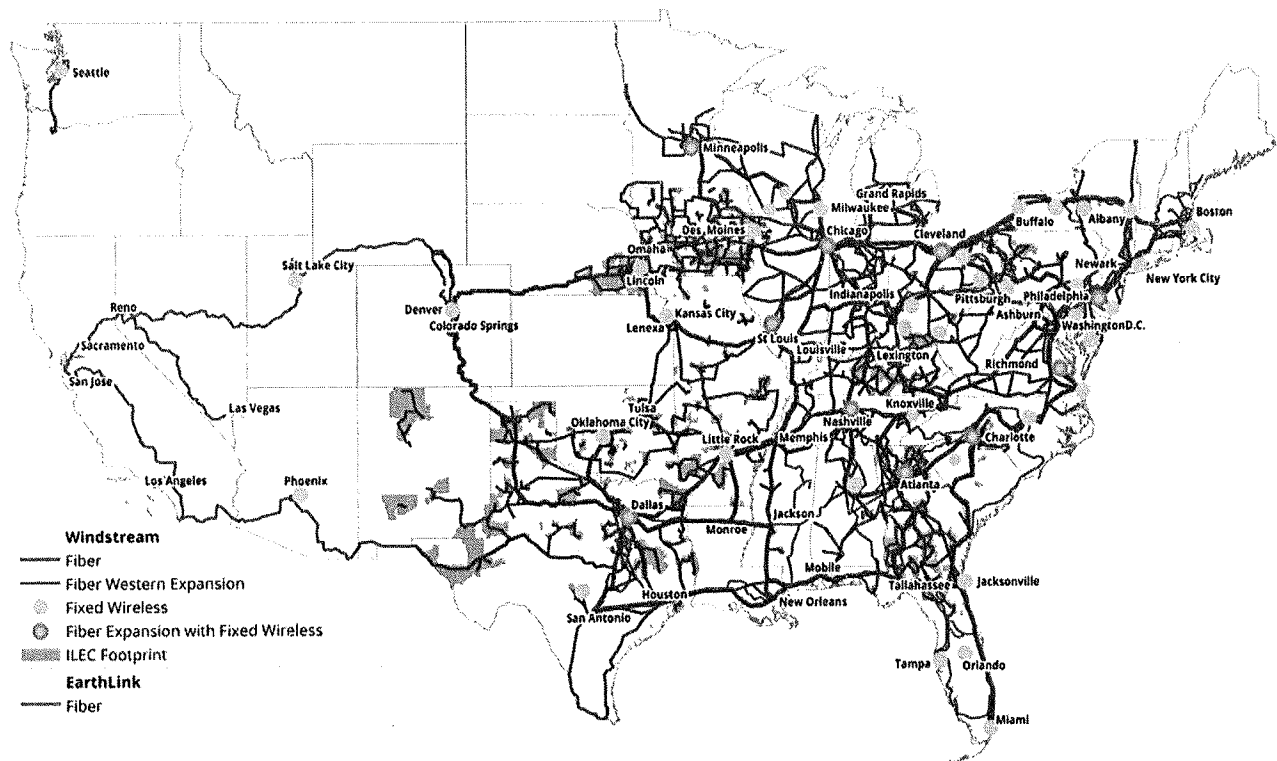 Seattle
Minneapolis
Grand Rapids
Milwaukee
Buffalo
Albany
Boston
Des Moines
Chicago
Cleveland
Omaha
Newark
New York City
Salt Lake City
Lincoln
Indianapolis
Pittsburgh
Philadelphia
Reno
Denver
Kansas City
Ashburn
Colorado Springs
Lenexa
WashingtonD.C.
Sacramento
St Louis
Louisville
Lexington
Richmond
San Jose
Las Vegas
Tulsa
Knoxville
Oklahoma City
Nashville
Little Rock
Memphis
Charlotte
Los Angeles
Phoenix
Atlanta
Dallas
Jackson
Monroe
Mobile
Tallahassee
Jacksonville
Houston
New Orleans
San Antonio
Tampa
Orlando
Miami
Windstream
Fiber
Fiber Western Expansion
Fixed Wireless
Fiber Expansion with Fixed Wireless
ILEC Footprint
EarthLink
Fiber